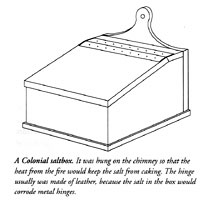 A Colonial saltbox. It was hung on the chimney so that the
heat from the fire would keep the salt from caking. The hinge
usually was made of leather, because the salt in the box would
corrode metal hinges.